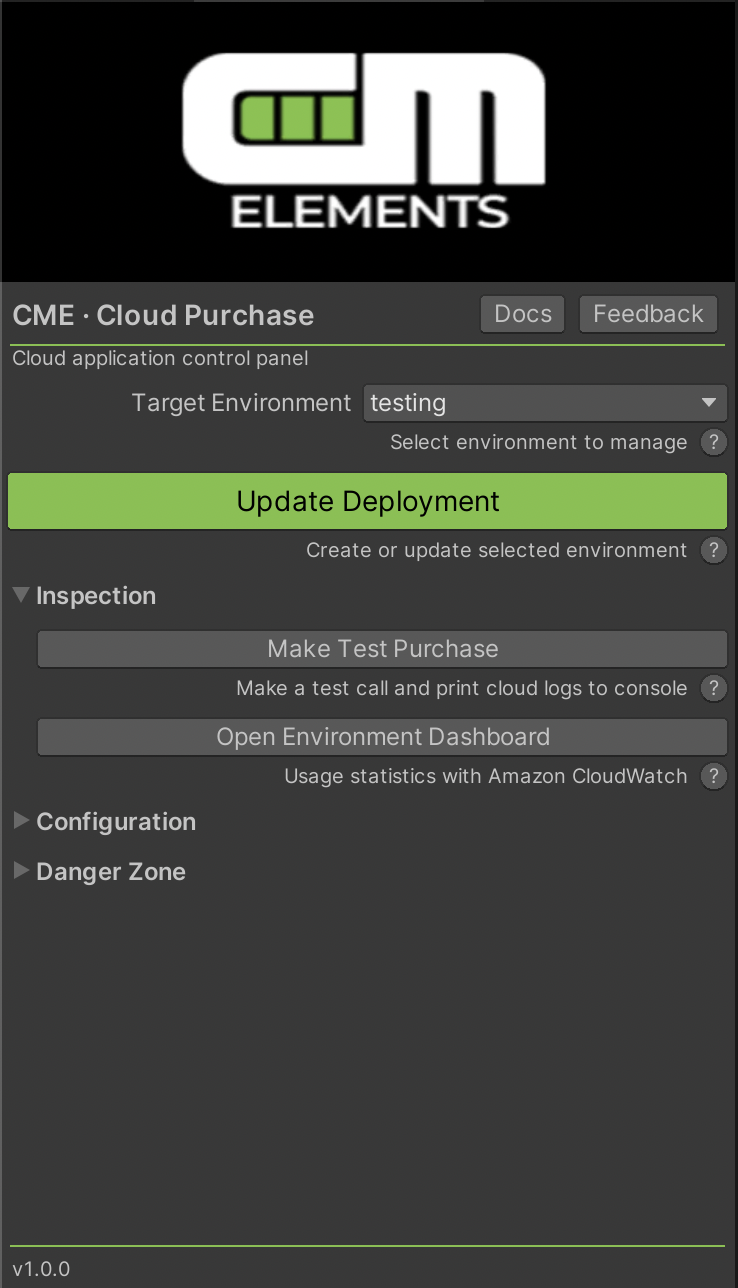 CM
ELEMENTS
CME · Cloud Purchase Docs Feedback
Cloud application control panel
Target Environment testing
Select environment to manage ?
Update Deployment
Create or update selected environment ?
Inspection
Make Test Purchase
Make a test call and print cloud logs to console ?
Open Environment Dashboard
Usage statistics with Amazon CloudWatch ?
Configuration
Danger Zone
v1.0.0